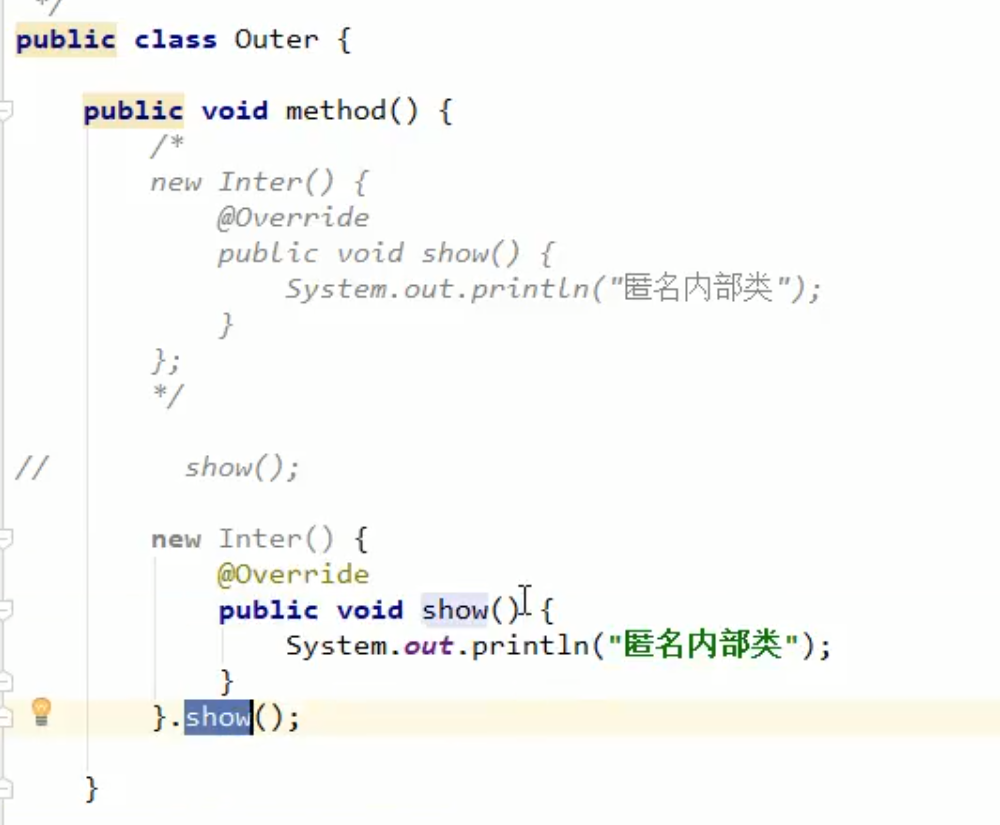 */
public class Outer {
public void method() {
/*
new Inter() {
@Override
public void show() {
System.out.println("匿名内部类");
}
};
*/
// show();
new Inter() {
@Override
public void show() {
System.out.println("匿名内部类");
}
}.show();
}